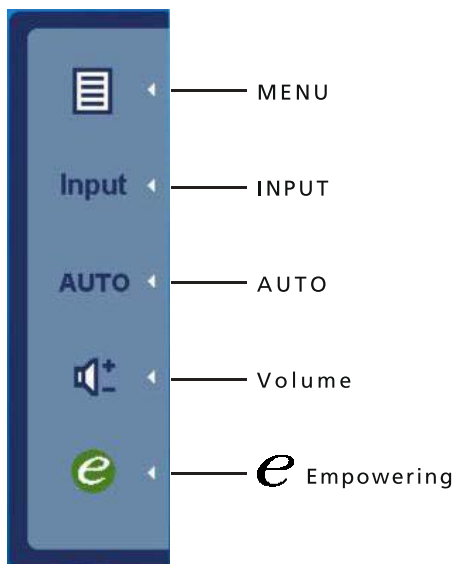 MENU
Input INPUT
AUTO AUTO
Volume
e e Empowering